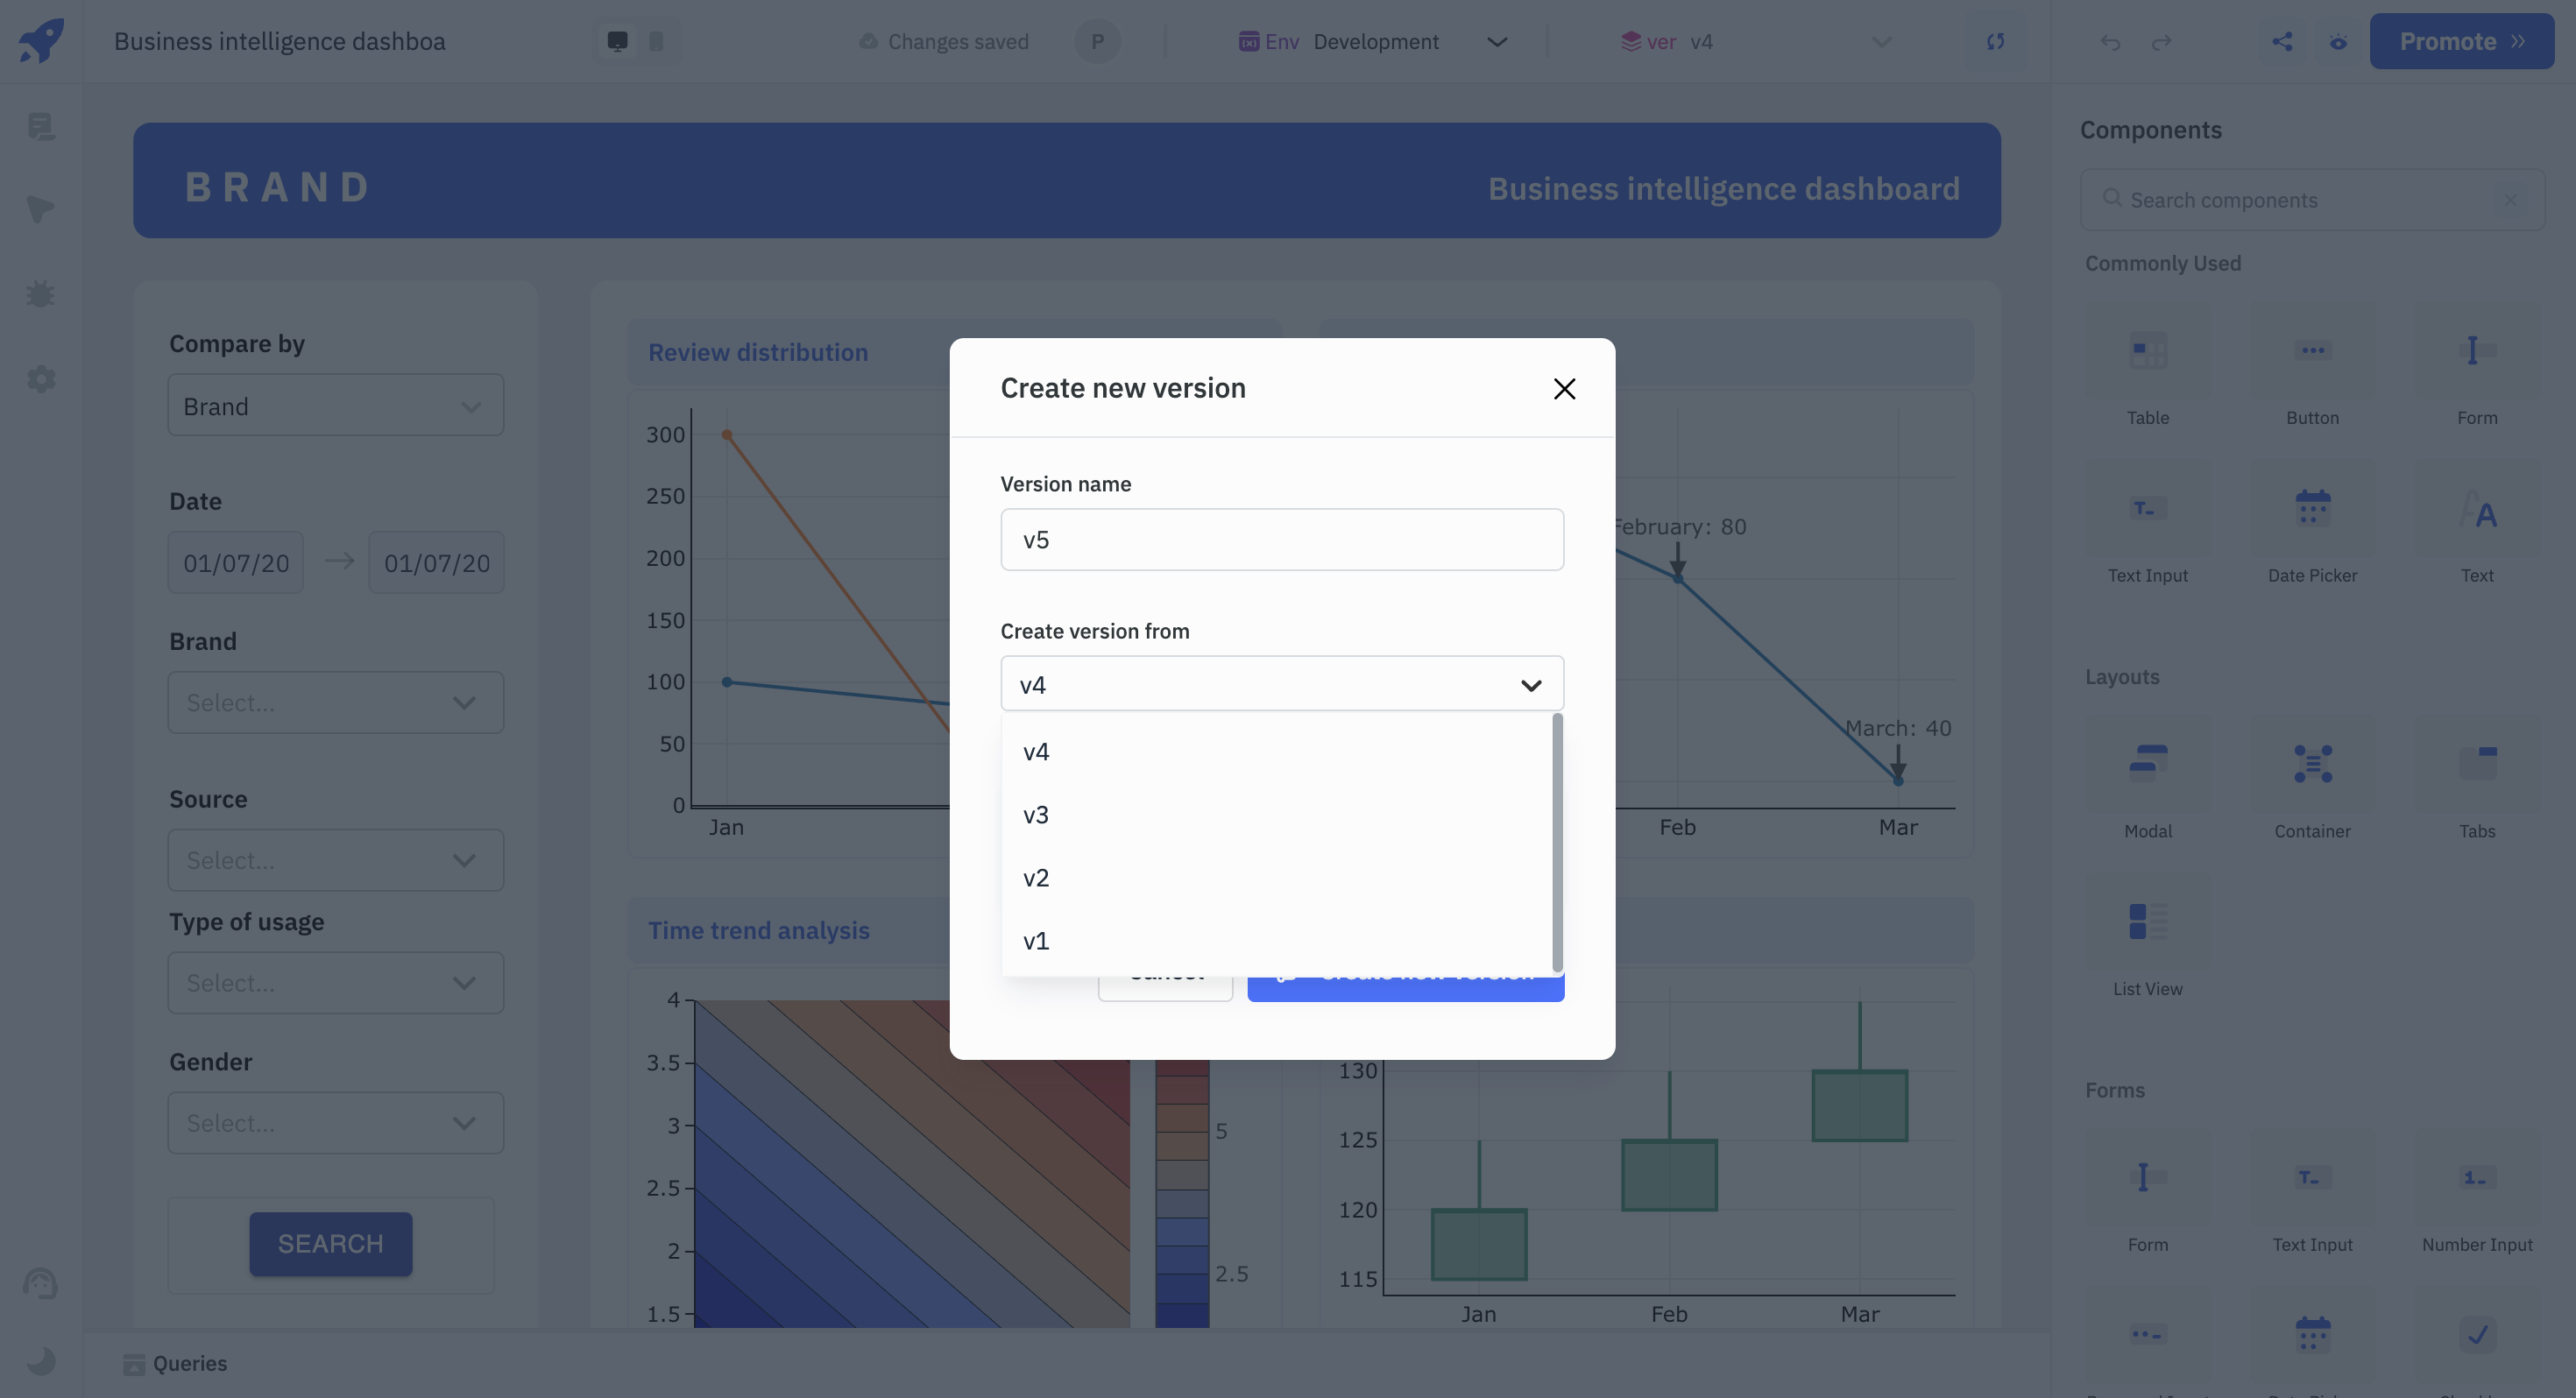 Business intelligence dashboa
Changes saved
P
Env Development
ver v4
Promote
BRAND
Business intelligence dashboard
Compare by
Brand
Date
01/07/20
01/07/20
Brand
Select...
Source
Select...
Type of usage
Select...
Gender
Select...
SEARCH
Review distribution
300
250
200
150
100
50
0
Jan
February: 80
March: 40
Feb
Mar
Time trend analysis
4
3.5
3
2.5
2
1.5
5
2.5
130
125
120
115
Jan
Feb
Mar
Create new version
Version name
v5
Create version from
v4
v4
v3
v2
v1
Create new version
Components
Search components
Commonly Used
Table
Button
Form
Text Input
Date Picker
Text
Layouts
Modal
Container
Tabs
List View
Forms
Form
Text Input
Number Input
Queries